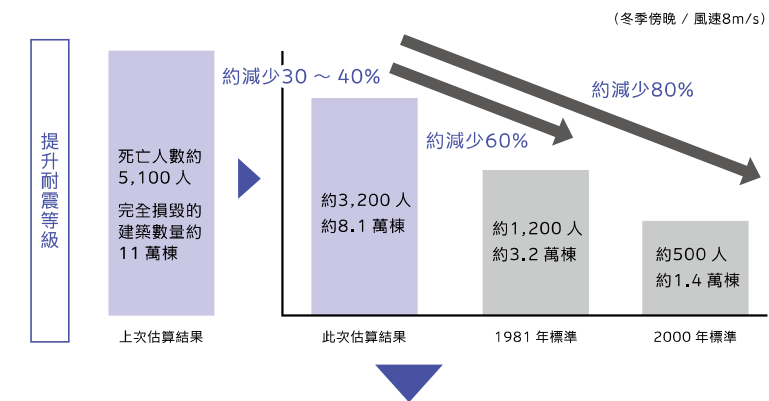 （冬季傍晚 / 風速8m/s）
提升耐震等級
約減少30 ～ 40%
約減少80%
約減少60%
死亡人數約
5,100 人
完全損毀的
建築數量約
11 萬棟
約3,200 人
約8.1 萬棟
約1,200 人
約3.2 萬棟
約500 人
約1.4 萬棟
上次估算結果
此次估算結果
1981 年標準
2000 年標準